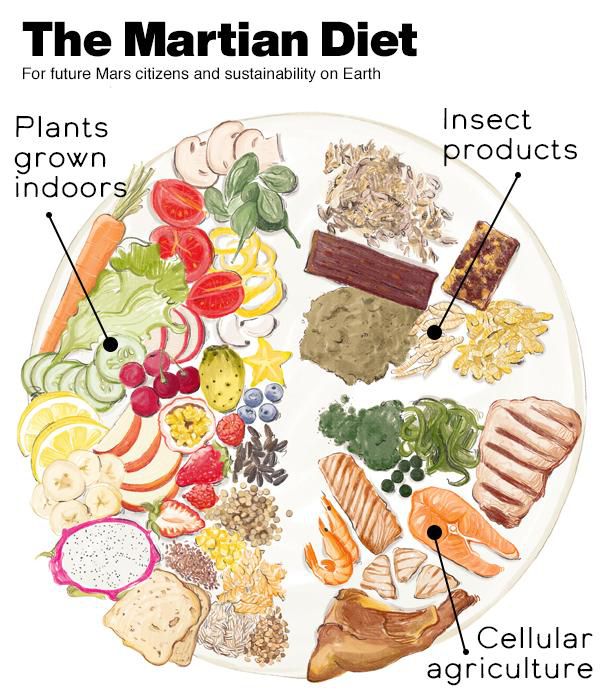 The Martian Diet
For future Mars citizens and sustainability on Earth
Plants
grown
indoors
Insect
products
Cellular
agriculture